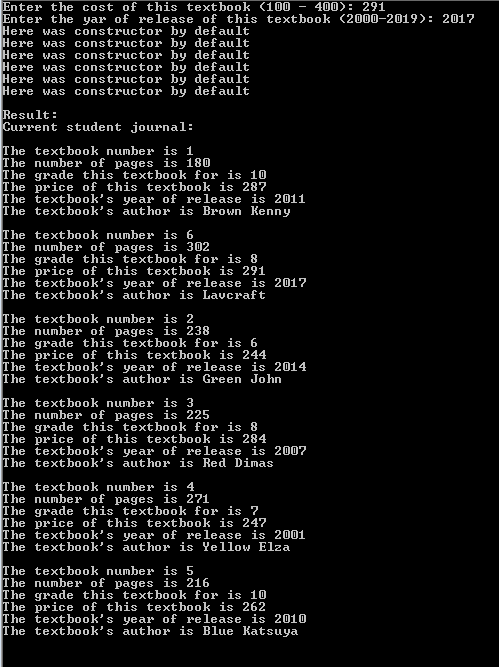 Enter the cost of this textbook (100 - 400): 291
Enter the yar of release of this textbook (2000-2019): 2017
Here was constructor by default
Here was constructor by default
Here was constructor by default
Here was constructor by default
Here was constructor by default
Here was constructor by default
Result:
Current student journal:
The textbook number is 1
The number of pages is 180
The grade this textbook for is 10
The price of this textbook is 287
The textbook's year of release is 2011
The textbook's author is Brown Kenny
The textbook number is 6
The number of pages is 302
The grade this textbook for is 8
The price of this textbook is 291
The textbook's year of release is 2017
The textbook's author is Lavcraft
The textbook number is 2
The number of pages is 238
The grade this textbook for is 6
The price of this textbook is 244
The textbook's year of release is 2014
The textbook's author is Green John
The textbook number is 3
The number of pages is 225
The grade this textbook for is 8
The price of this textbook is 284
The textbook's year of release is 2007
The textbook's author is Red Dimas
The textbook number is 4
The number of pages is 271
The grade this textbook for is 7
The price of this textbook is 247
The textbook's year of release is 2001
The textbook's author is Yellow Elza
The textbook number is 5
The number of pages is 216
The grade this textbook for is 10
The price of this textbook is 262
The textbook's year of release is 2010
The textbook's author is Blue Katsuya